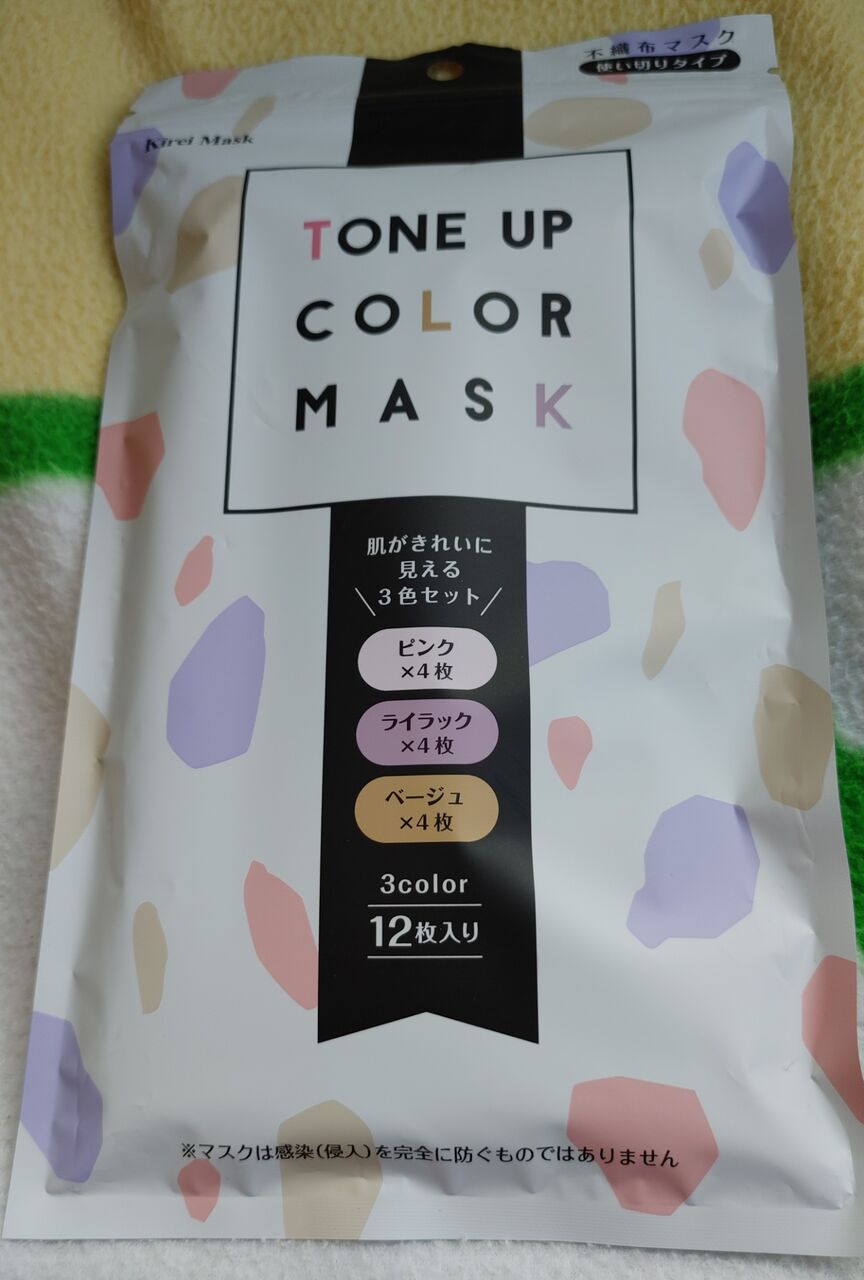 不織布マスク
使い切りタイプ
Kirei Mask
TONE UP
COLOR
MASK
肌がきれいに
見える
3色セット
ピンク
×4枚
ライラック
×4枚
ベージュ
×4枚
3color
12枚入り
※マスクは感染(侵入)を完全に防ぐものではありません